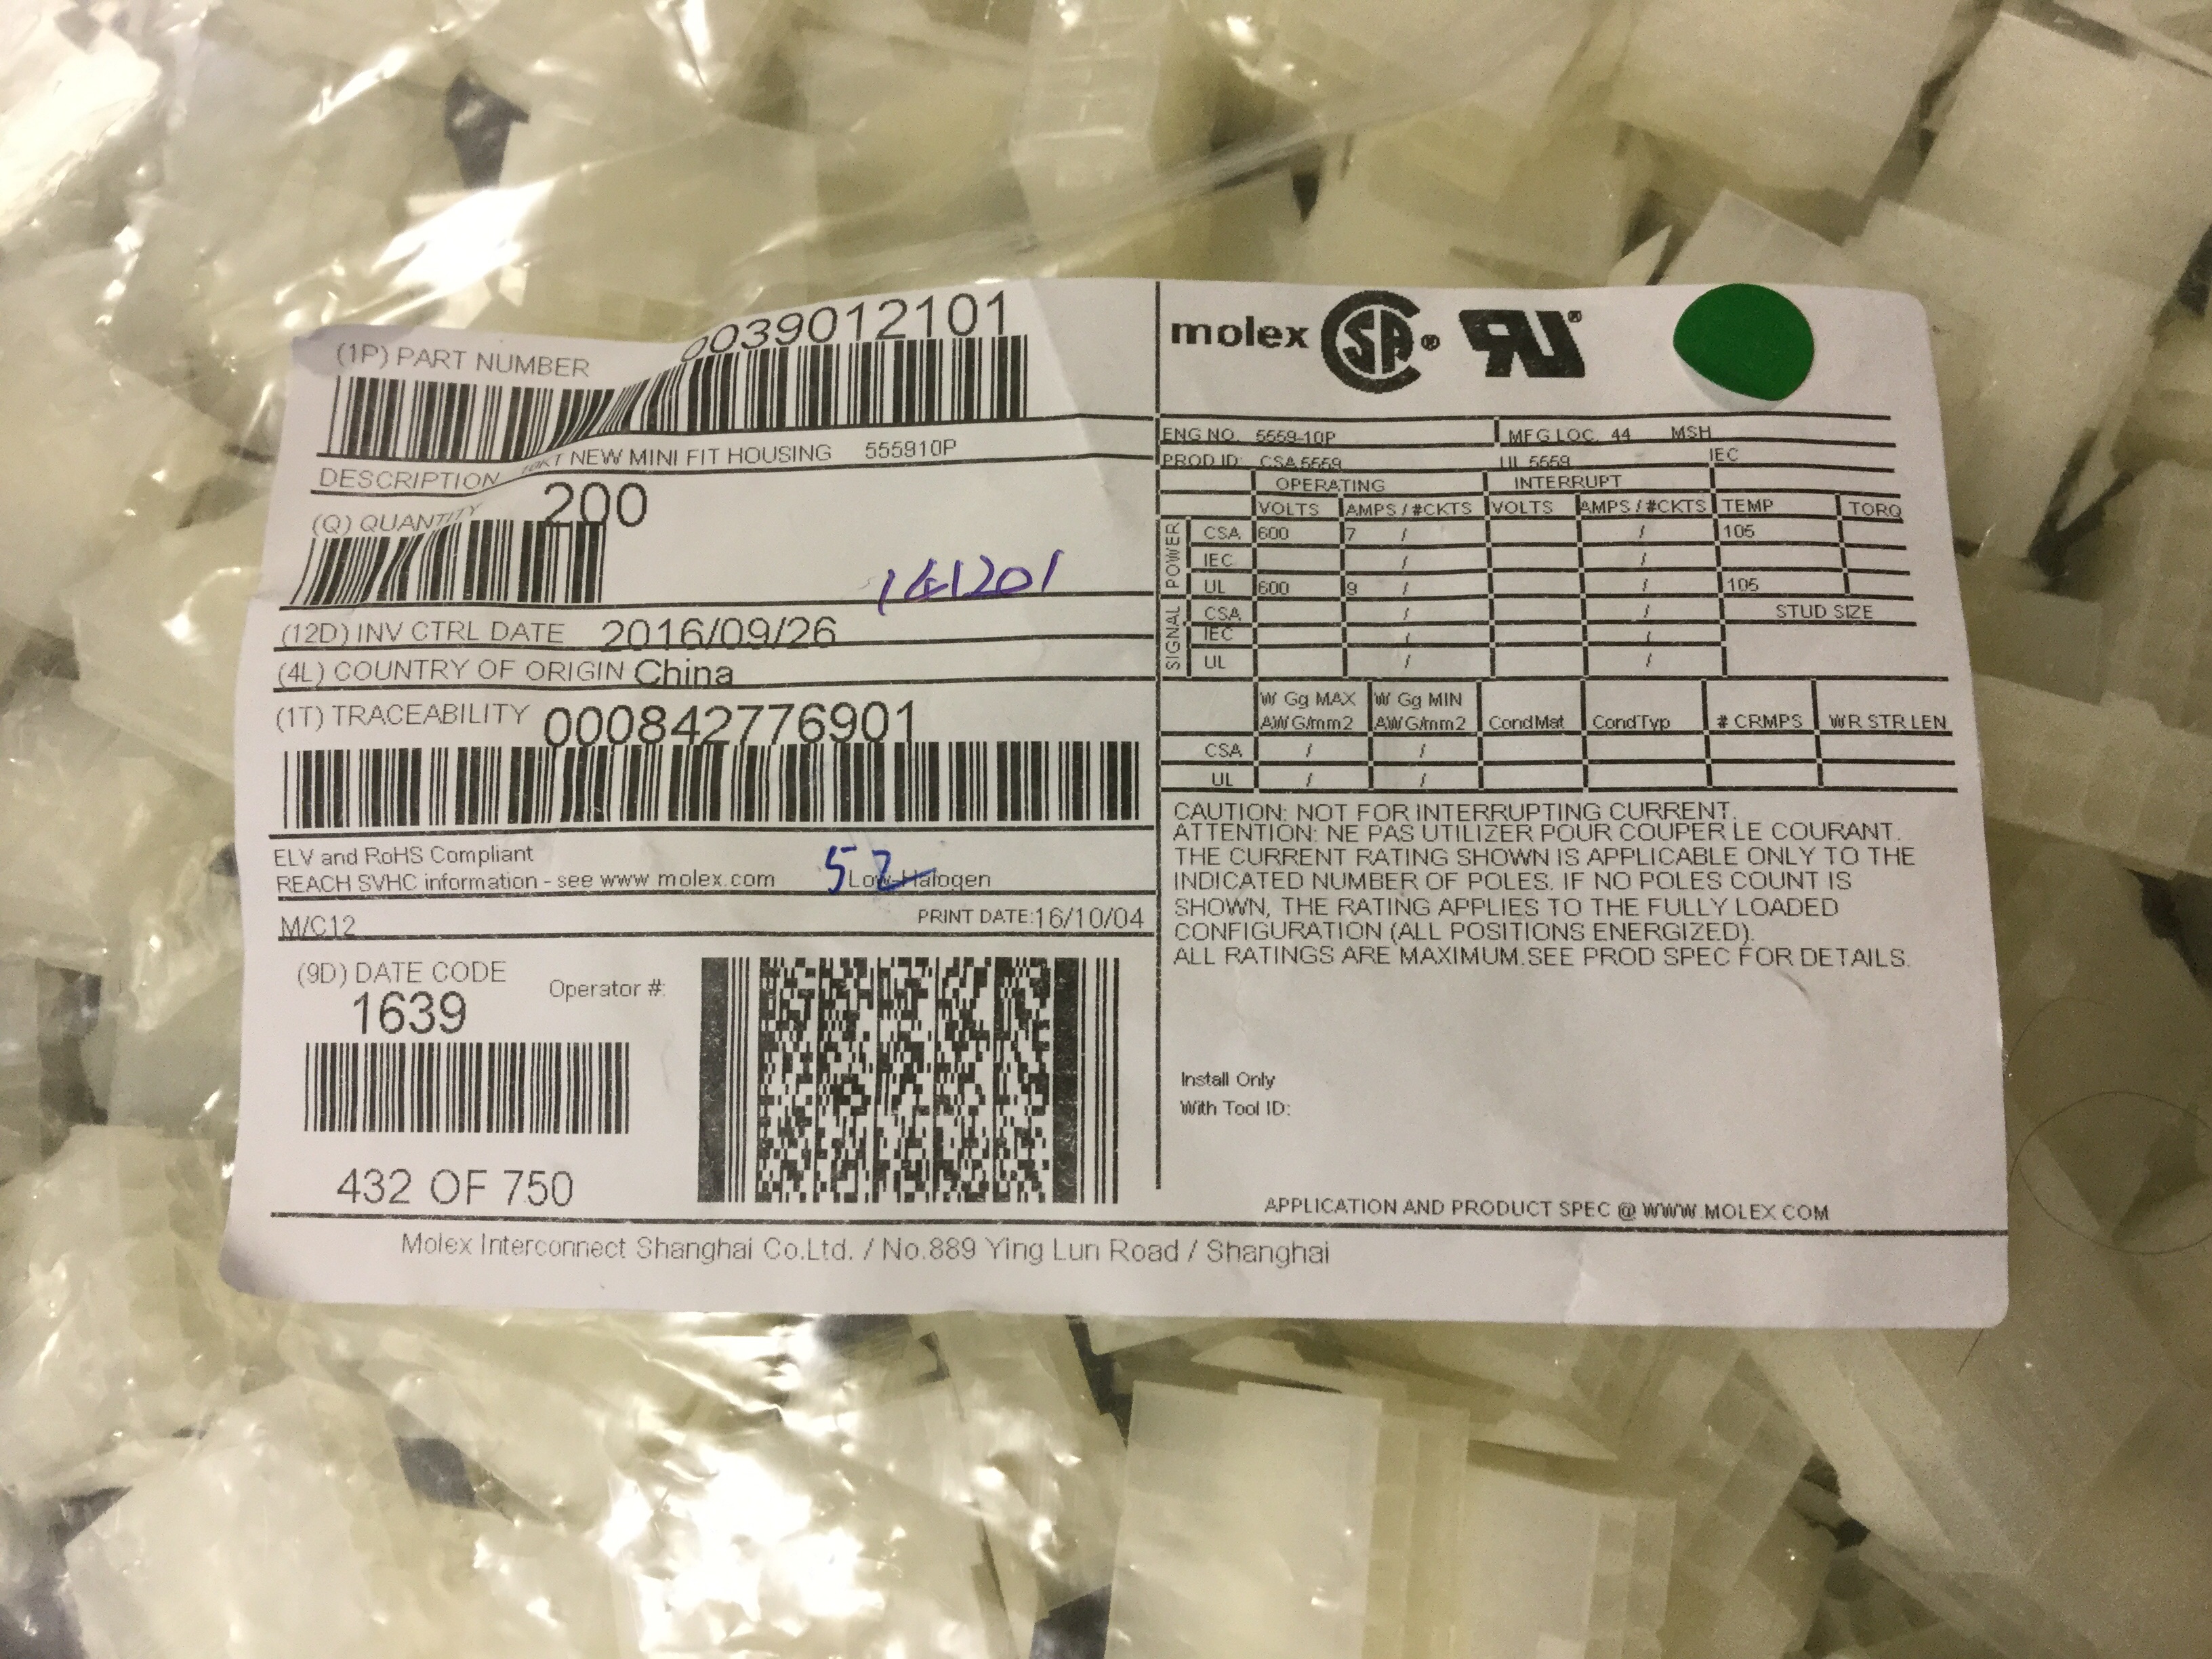 (1P) PART NUMBER 0039012101
DESCRIPTION 10KT NEW MINI FIT HOUSING 555910P
(Q) QUANTITY 200
141201
(12D) INV CTRL DATE 2016/09/26
(4L) COUNTRY OF ORIGIN China
(1T) TRACEABILITY 000842776901
ELV and RoHS Compliant
REACH SVHC information - see www.molex.com Low-Halogen
52
M/C12 PRINT DATE:16/10/04
(9D) DATE CODE Operator #:
1639
432 OF 750
molex CSA ® RU ®
ENG NO. 5559-10P MFG LOC. 44 MSH
PROD ID: CSA 5559 UL 5559 IEC
OPERATING INTERRUPT
VOLTS AMPS / #CKTS VOLTS AMPS / #CKTS TEMP TORQ
POWER
CSA 600 7 / / 105
IEC / /
UL 600 9 / / 105
SIGNAL
CSA / / STUD SIZE
IEC / /
UL / /
W Gg MAX W Gg MIN
AWG/mm2 AWG/mm2 CondMat CondTyp # CRMPS WR STR LEN
CSA / /
UL / /
CAUTION: NOT FOR INTERRUPTING CURRENT.
ATTENTION: NE PAS UTILIZER POUR COUPER LE COURANT.
THE CURRENT RATING SHOWN IS APPLICABLE ONLY TO THE
INDICATED NUMBER OF POLES. IF NO POLES COUNT IS
SHOWN, THE RATING APPLIES TO THE FULLY LOADED
CONFIGURATION (ALL POSITIONS ENERGIZED).
ALL RATINGS ARE MAXIMUM.SEE PROD SPEC FOR DETAILS.
Install Only
With Tool ID:
APPLICATION AND PRODUCT SPEC @ WWW.MOLEX.COM
Molex Interconnect Shanghai Co.Ltd. / No.889 Ying Lun Road / Shanghai